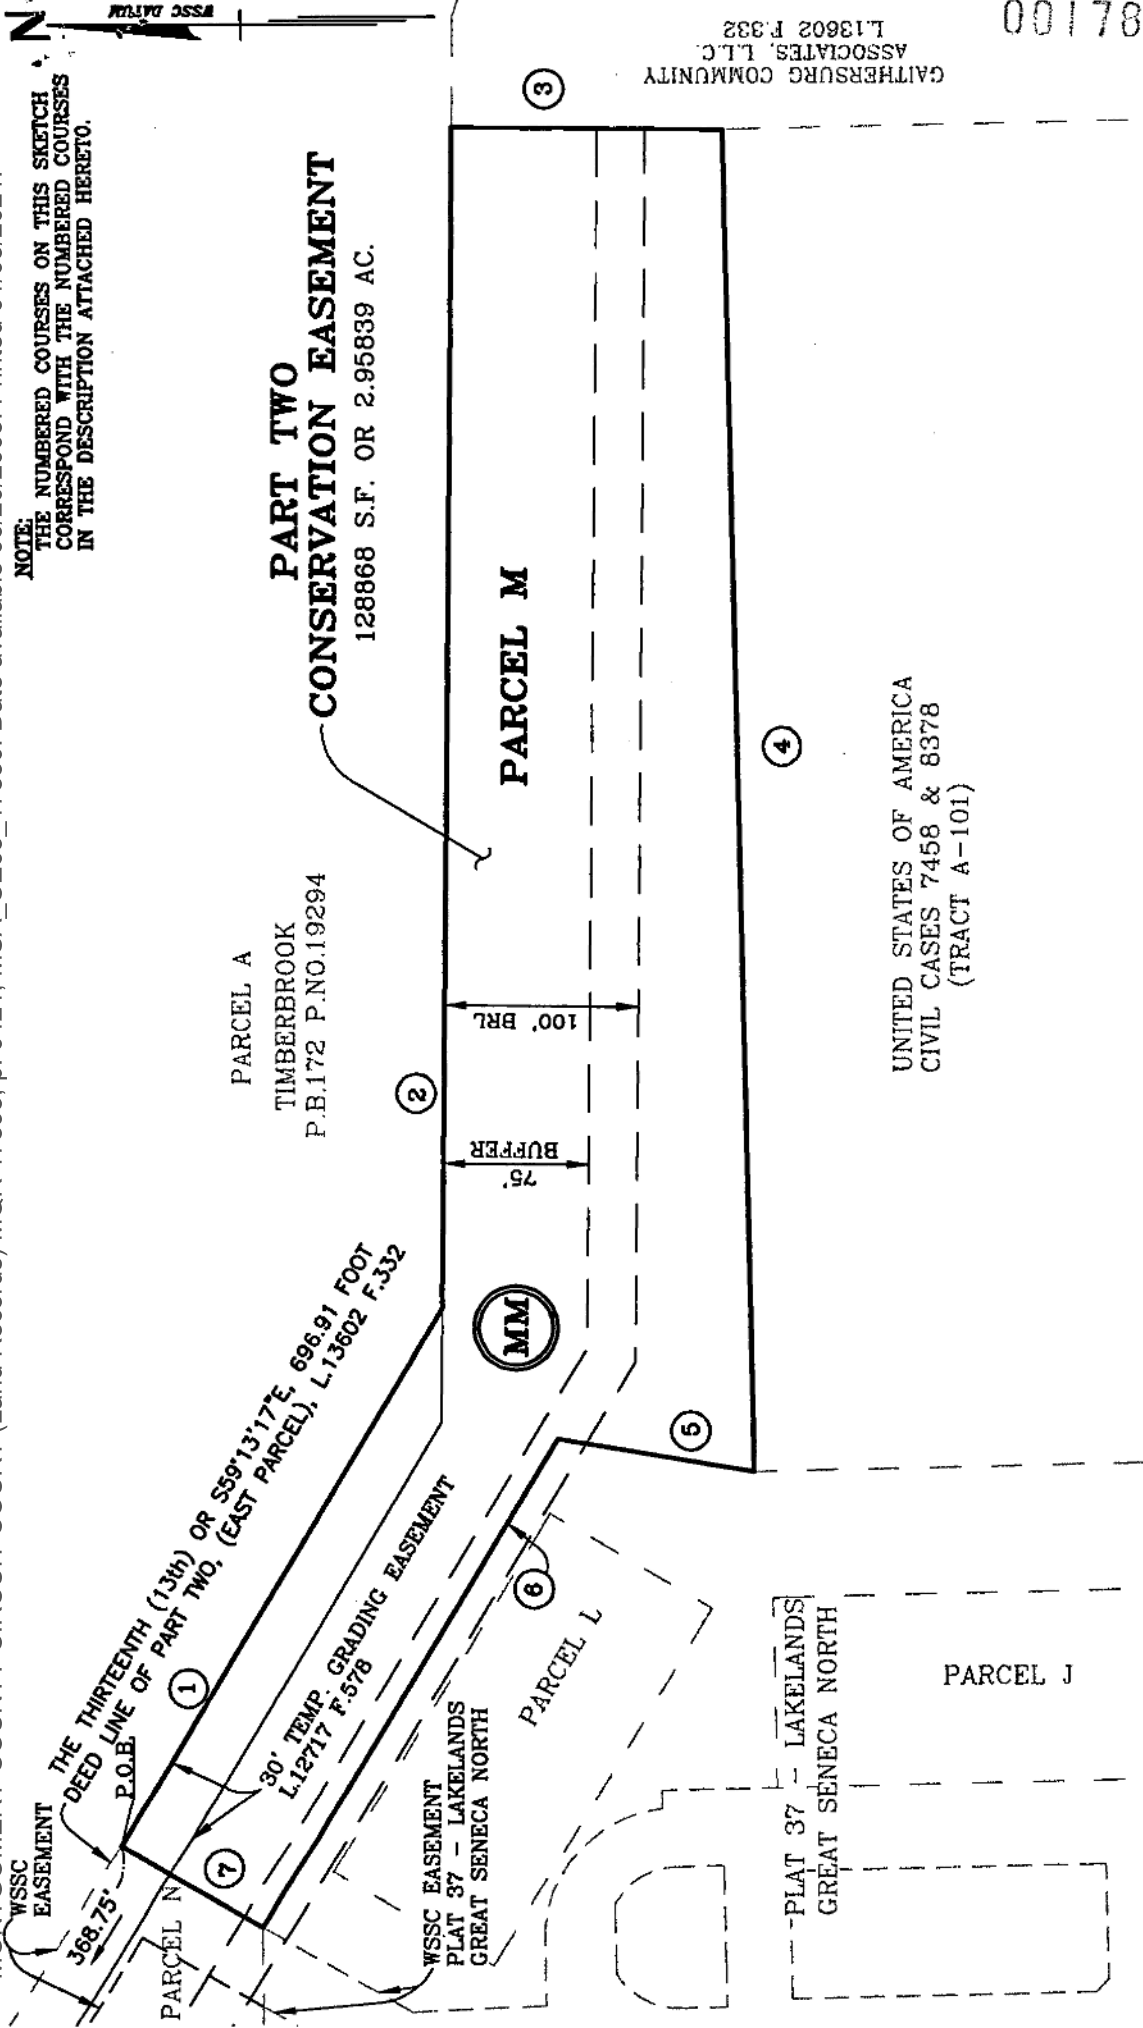 NOTE:
THE NUMBERED COURSES ON THIS SKETCH
CORRESPOND WITH THE NUMBERED COURSES
IN THE DESCRIPTION ATTACHED HERETO.
N
WSSC DATUM
00178
GAITHERSBURG COMMUNITY
ASSOCIATES, L.L.C.
L.13602 F.332
PART TWO
CONSERVATION EASEMENT
128868 S.F. OR 2.95839 AC.
PARCEL M
PARCEL A
TIMBERBROOK
P.B.172 P.NO.19294
100' BRL
75'
BUFFER
MM
UNITED STATES OF AMERICA
CIVIL CASES 7458 & 8378
(TRACT A-101)
THE THIRTEENTH (13th) OR S59°13'17"E, 696.91 FOOT
DEED LINE OF PART TWO, (EAST PARCEL), L.13602 F.332
P.O.B.
WSSC
EASEMENT
368.75'
PARCEL N
30' TEMP. GRADING EASEMENT
L.12717 F.578
PARCEL L
WSSC EASEMENT
PLAT 37 - LAKELANDS
GREAT SENECA NORTH
PLAT 37 - LAKELANDS
GREAT SENECA NORTH
PARCEL J
1
2
3
4
5
6
7